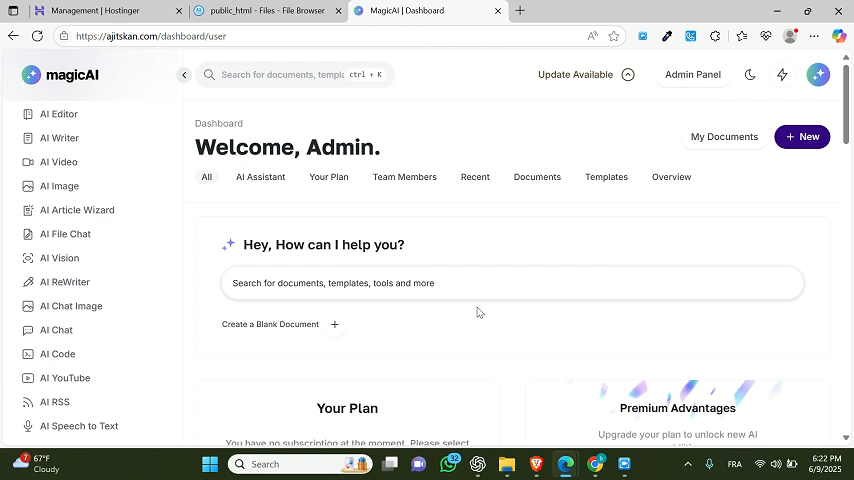 Management | Hostinger
public_html - Files - File Browser
MagicAI | Dashboard
https://ajitskan.com/dashboard/user
magicAI
Search for documents, templa
ctrl + K
Update Available
Admin Panel
AI Editor
AI Writer
AI Video
AI Image
AI Article Wizard
AI File Chat
AI Vision
AI ReWriter
AI Chat Image
AI Chat
AI Code
AI YouTube
AI RSS
AI Speech to Text
Dashboard
Welcome, Admin.
My Documents
+ New
All
AI Assistant
Your Plan
Team Members
Recent
Documents
Templates
Overview
Hey, How can I help you?
Search for documents, templates, tools and more
Create a Blank Document +
Your Plan
You have no subscription at the moment. Please select
Premium Advantages
Upgrade your plan to unlock new AI
7
67°F
Cloudy
Search
32
FRA
6:22 PM
6/9/2025